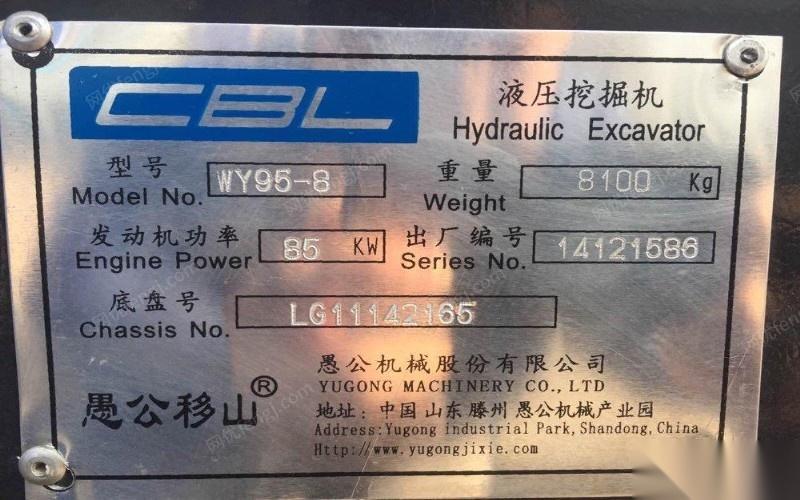 CBL
液压挖掘机
Hydraulic Excavator
型号 WY95-8
Model No.
重量 8100 Kg
Weight
发动机功率 85 KW
Engine Power
出厂编号 14121586
Series No.
底盘号 LG11142165
Chassis No.
愚公移山®
愚公机械股份有限公司
YUGONG MACHINERY CO., LTD
地址: 中国 山东 滕州 愚公机械产业园
Address:Yugong industrial Park, Shandong, China
Http://www.yugongjixie.com